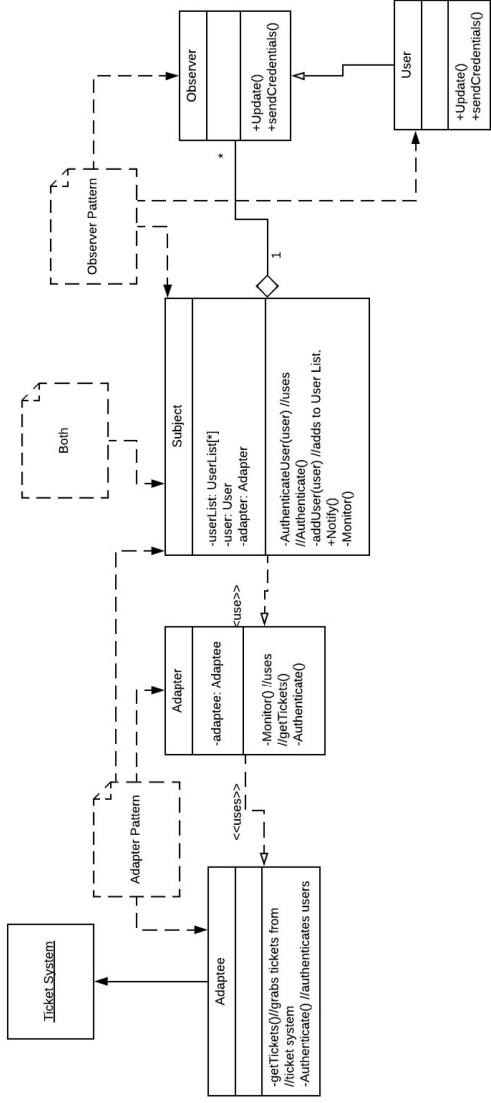 Ticket System
Adaptee
-getTickets()//grabs tickets from
//ticket system
-Authenticate() //authenticates users
Adapter Pattern
<<uses>>
Adapter
-adaptee: Adaptee
-Monitor() //uses
//getTickets()
-Authenticate()
<use>>
Both
Subject
-userList: UserList[*]
- user: User
-adapter: Adapter
-AuthenticateUser(user) //uses
//Authenticate()
-addUser(user) //adds to User List.
+Notify()
-Monitor()
1
*
Observer Pattern
Observer
+Update()
+sendCredentials()
User
+Update()
+sendCredentials()